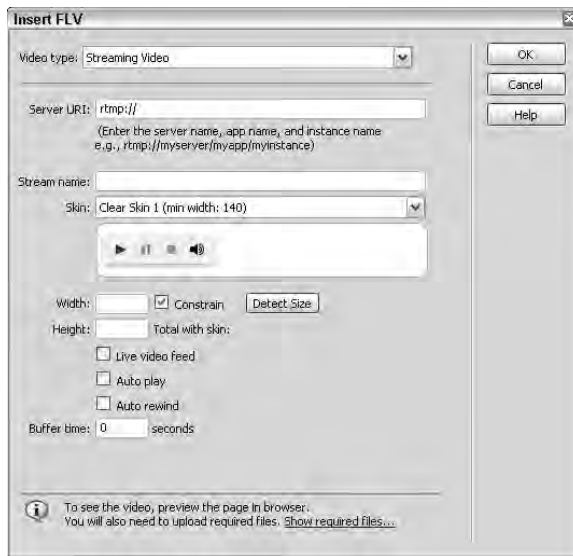 Insert FLV
Video type: Streaming Video
OK
Cancel
Help
Server URI: rtmp://
(Enter the server name, app name, and instance name
e.g., rtmp://myserver/myapp/myinstance)
Stream name:
Skin: Clear Skin 1 (min width: 140)
Width: Constrain Detect Size
Height: Total with skin:
Live video feed
Auto play
Auto rewind
Buffer time: 0 seconds
To see the video, preview the page in browser.
You will also need to upload required files. Show required files...